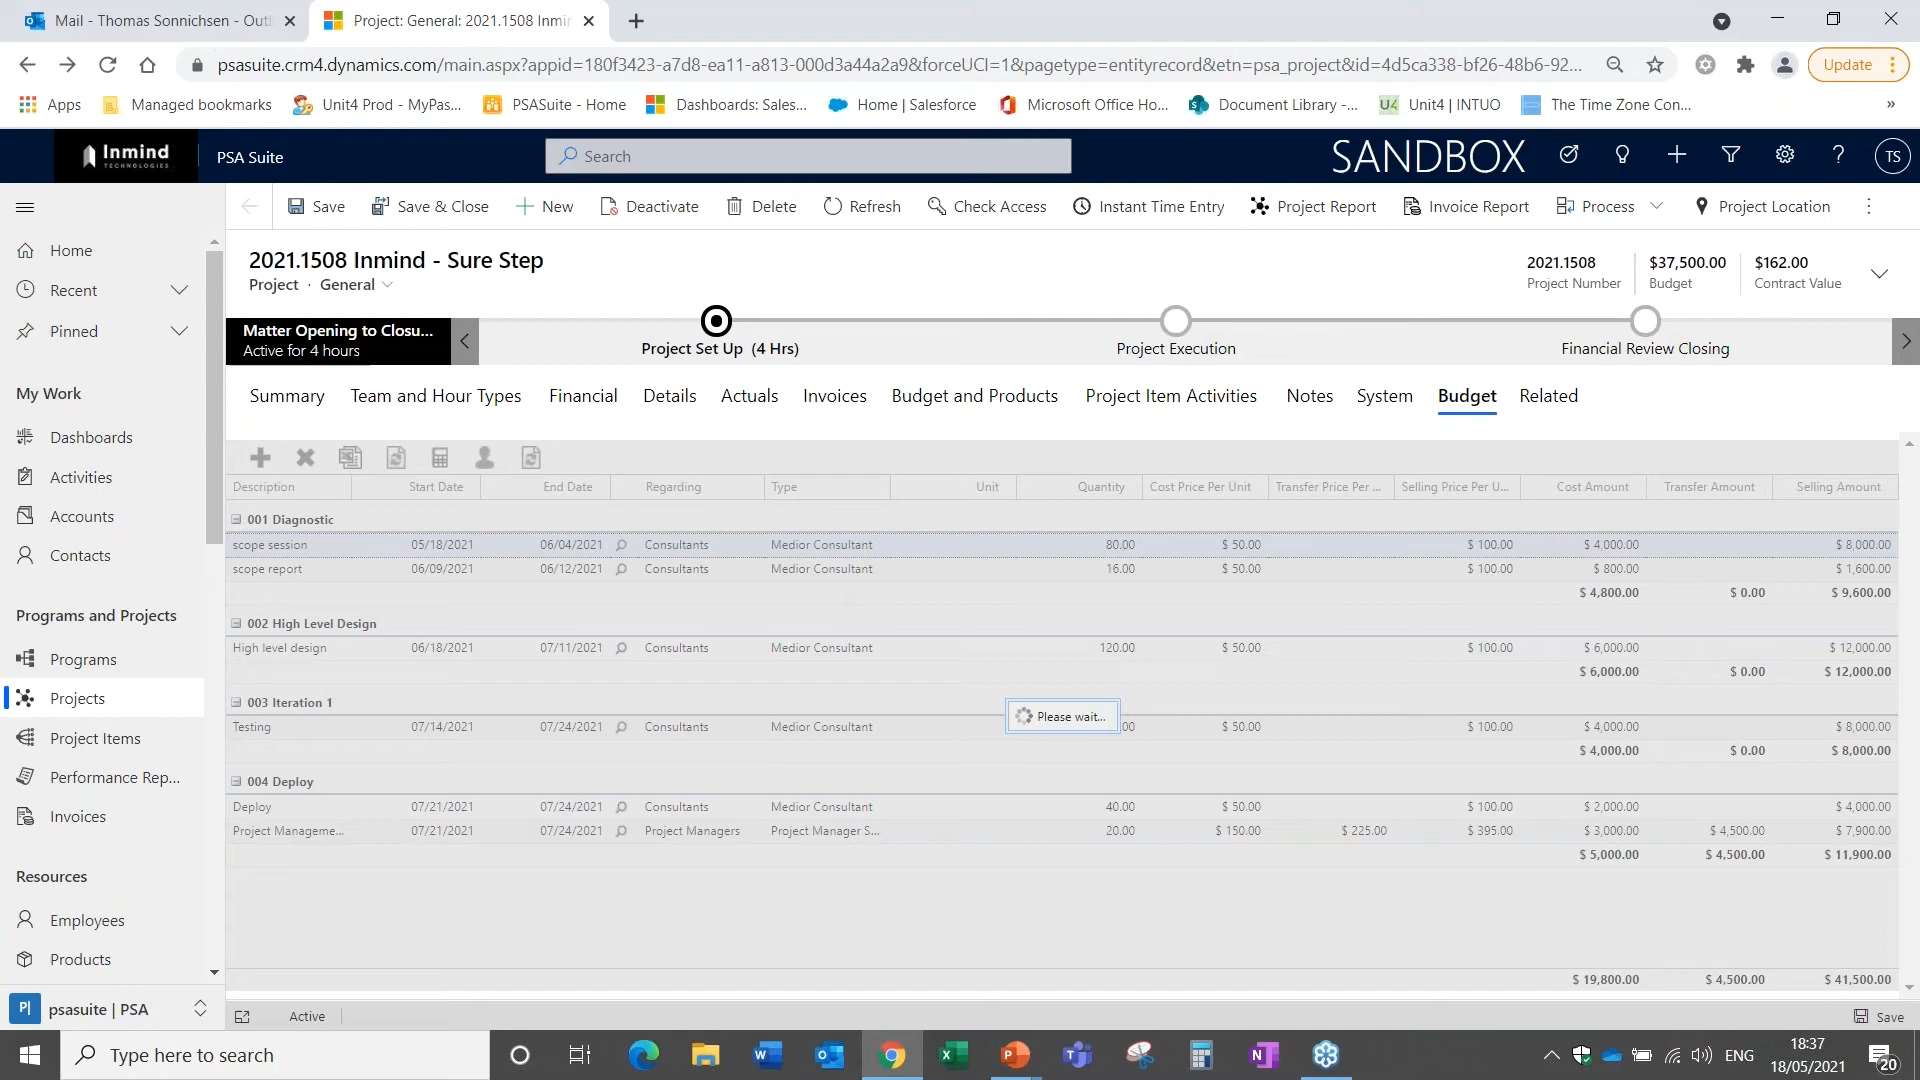 Mail - Thomas Sonnichsen - Outl
Project: General: 2021.1508 Inmin
psasuite.crm4.dynamics.com/main.aspx?appid=180f3423-a7d8-ea11-a813-000d3a44a2a9&forceUCI=1&pagetype=entityrecord&etn=psa_project&id=4d5ca338-bf26-48b6-92...
Update
Apps
Managed bookmarks
Unit4 Prod - MyPas...
PSASuite - Home
Dashboards: Sales...
Home | Salesforce
Microsoft Office Ho...
Document Library -...
U4
Unit4 | INTUO
The Time Zone Con...
»
Inmind
TECHNOLOGIES
PSA Suite
Search
SANDBOX
TS
Save
Save & Close
New
Deactivate
Delete
Refresh
Check Access
Instant Time Entry
Project Report
Invoice Report
Process
Project Location
Home
Recent
Pinned
My Work
Dashboards
Activities
Accounts
Contacts
Programs and Projects
Programs
Projects
Project Items
Performance Rep...
Invoices
Resources
Employees
Products
P|
psasuite | PSA
2021.1508 Inmind - Sure Step
Project · General
2021.1508
Project Number
$37,500.00
Budget
$162.00
Contract Value
Matter Opening to Closu...
Active for 4 hours
Project Set Up (4 Hrs)
Project Execution
Financial Review Closing
Summary Team and Hour Types Financial Details Actuals Invoices Budget and Products Project Item Activities Notes System Budget Related
Description Start Date End Date Regarding Type Unit Quantity Cost Price Per Unit Transfer Price Per ... Selling Price Per U... Cost Amount Transfer Amount Selling Amount
001 Diagnostic
scope session 05/18/2021 06/04/2021 Consultants Medior Consultant 80.00 $ 50.00 $ 100.00 $ 4,000.00 $ 8,000.00
scope report 06/09/2021 06/12/2021 Consultants Medior Consultant 16.00 $ 50.00 $ 100.00 $ 800.00 $ 1,600.00
$ 4,800.00 $ 0.00 $ 9,600.00
002 High Level Design
High level design 06/18/2021 07/11/2021 Consultants Medior Consultant 120.00 $ 50.00 $ 100.00 $ 6,000.00 $ 12,000.00
$ 6,000.00 $ 0.00 $ 12,000.00
003 Iteration 1
Please wait...
Testing 07/14/2021 07/24/2021 Consultants Medior Consultant 00 $ 50.00 $ 100.00 $ 4,000.00 $ 8,000.00
$ 4,000.00 $ 0.00 $ 8,000.00
004 Deploy
Deploy 07/21/2021 07/24/2021 Consultants Medior Consultant 40.00 $ 50.00 $ 100.00 $ 2,000.00 $ 4,000.00
Project Manageme... 07/21/2021 07/24/2021 Project Managers Project Manager S... 20.00 $ 150.00 $ 225.00 $ 395.00 $ 3,000.00 $ 4,500.00 $ 7,900.00
$ 5,000.00 $ 4,500.00 $ 11,900.00
$ 19,800.00 $ 4,500.00 $ 41,500.00
Active
Save
Type here to search
ENG
18:37
18/05/2021
20